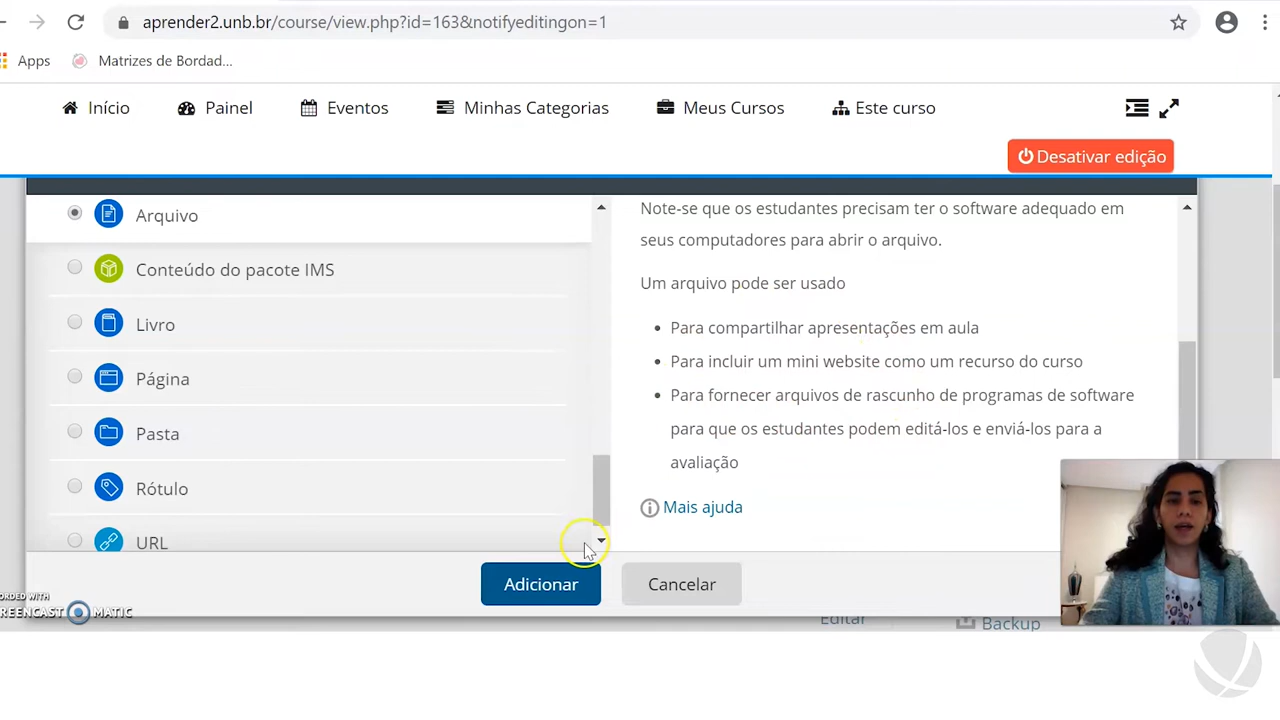 aprender2.unb.br/course/view.php?id=163&notifyeditingon=1
Apps Matrizes de Bordad...
Início Painel Eventos Minhas Categorias Meus Cursos Este curso
Desativar edição
Arquivo
Conteúdo do pacote IMS
Livro
Página
Pasta
Rótulo
URL
Note-se que os estudantes precisam ter o software adequado em
seus computadores para abrir o arquivo.
Um arquivo pode ser usado
Para compartilhar apresentações em aula
Para incluir um mini website como um recurso do curso
Para fornecer arquivos de rascunho de programas de software
para que os estudantes podem editá-los e enviá-los para a
avaliação
Mais ajuda
Adicionar Cancelar
Editar Backup
ORDED WITH
REENCAST MATIC